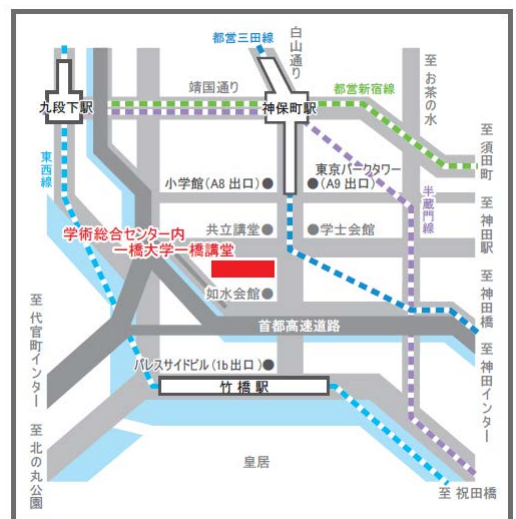 都営三田線
白山通り
靖国通り
都営新宿線
至 お茶の水
九段下駅
神保町駅
至 須田町
東西線
小学館(A8 出口)
東京パークタワー
(A9 出口)
半蔵門線
至 神田駅
共立講堂
学士会館
学術総合センター内
一橋大学一橋講堂
如水会館
至 神田橋
至 代官町インター
首都高速道路
至 神田インター
パレスサイドビル(1b出口)
竹橋駅
至 北の丸公園
皇居
至 祝田橋